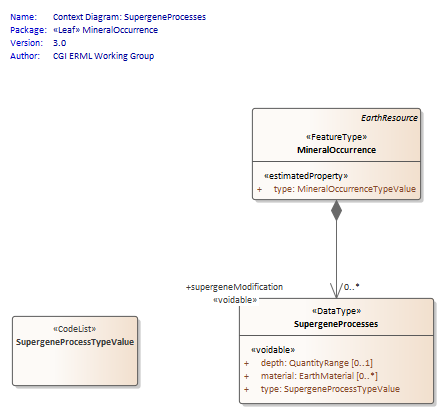 Name: Context Diagram: SupergeneProcesses
Package: «Leaf» MineralOccurrence
Version: 3.0
Author: CGI ERML Working Group
EarthResource
«FeatureType»
MineralOccurrence
«estimatedProperty»
+ type: MineralOccurrenceTypeValue
+supergeneModification 0..*
«voidable»
«DataType»
SupergeneProcesses
«voidable»
+ depth: QuantityRange [0..1]
+ material: EarthMaterial [0..*]
+ type: SupergeneProcessTypeValue
«CodeList»
SupergeneProcessTypeValue